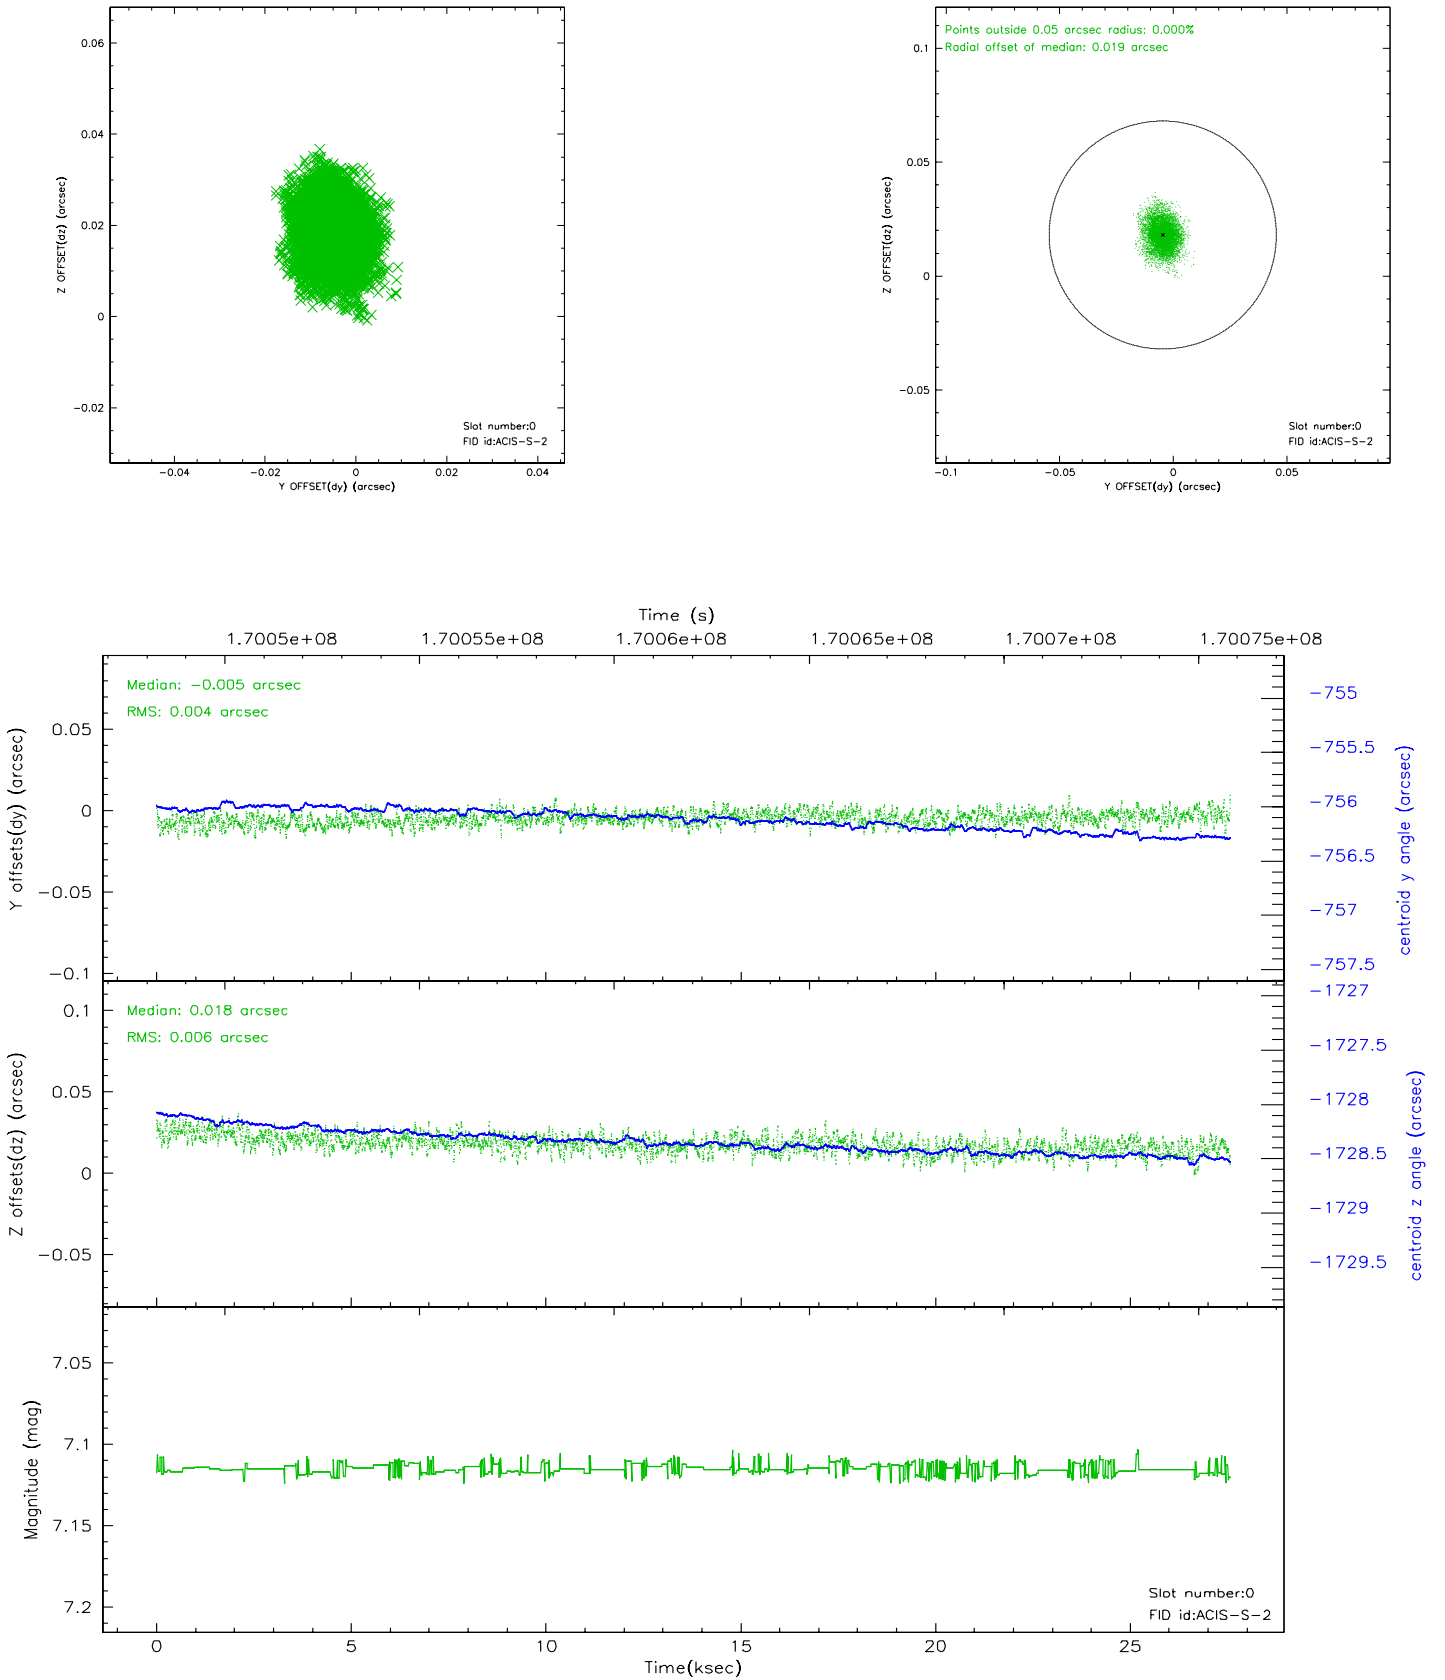 0.06
0.04
0.02
0
−0.02
Z OFFSET(dz) (arcsec)
Slot number:0
FID id:ACIS−S−2
−0.04 −0.02 0 0.02 0.04
Y OFFSET(dy) (arcsec)
Points outside 0.05 arcsec radius: 0.000%
Radial offset of median: 0.019 arcsec
0.1
0.05
0
−0.05
Z OFFSET(dz) (arcsec)
Slot number:0
FID id:ACIS−S−2
−0.1 −0.05 0 0.05
Y OFFSET(dy) (arcsec)
Time (s)
1.7005e+08 1.70055e+08 1.7006e+08 1.70065e+08 1.7007e+08 1.70075e+08
Median: −0.005 arcsec
RMS: 0.004 arcsec
0.05
0
−0.05
−0.1
Y offsets(dy) (arcsec)
−755
−755.5
−756
−756.5
−757
−757.5
centroid y angle (arcsec)
Median: 0.018 arcsec
RMS: 0.006 arcsec
0.1
0.05
0
−0.05
Z offsets(dz) (arcsec)
−1727
−1727.5
−1728
−1728.5
−1729
−1729.5
centroid z angle (arcsec)
7.05
7.1
7.15
7.2
Magnitude (mag)
Slot number:0
FID id:ACIS−S−2
0 5 10 15 20 25
Time(ksec)